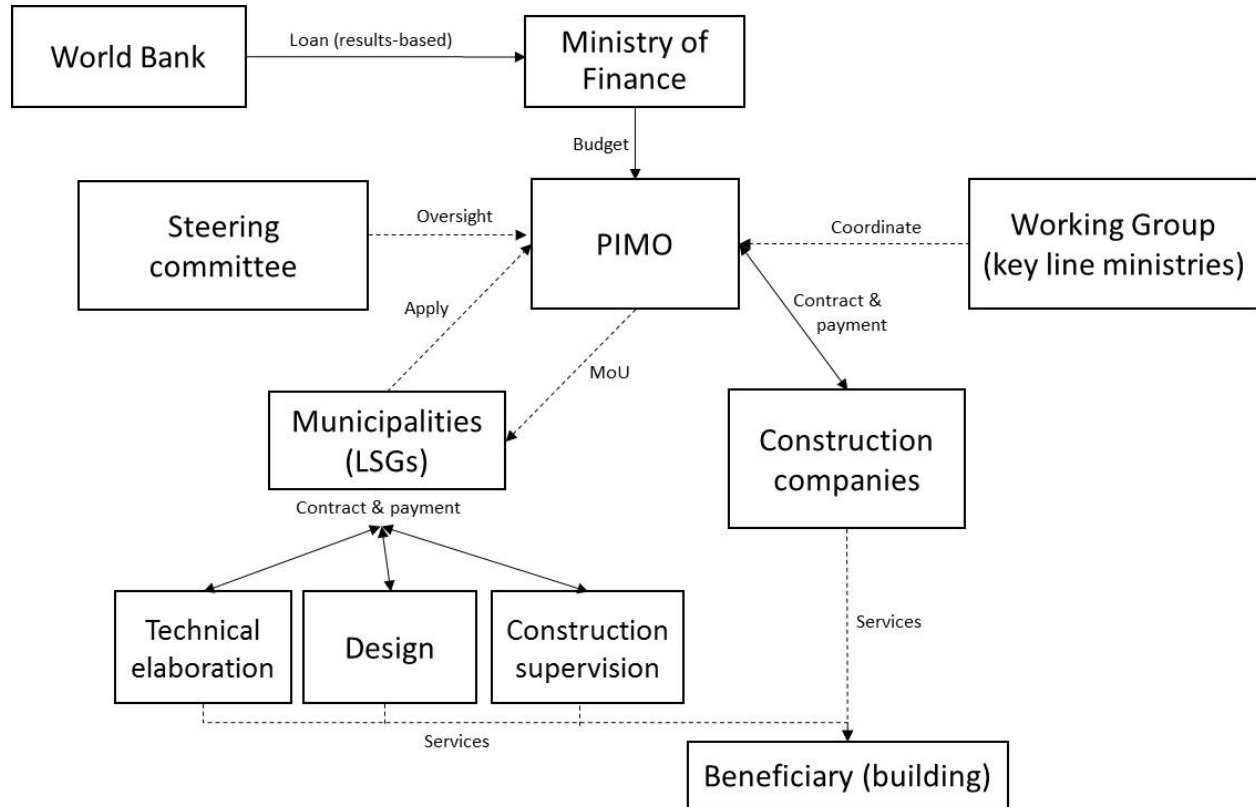 World Bank
Loan (results-based)
Ministry of
Finance
Budget
Steering
committee
Oversight
PIMO
Coordinate
Working Group
(key line ministries)
Apply
MoU
Contract &
payment
Municipalities
(LSGs)
Construction
companies
Contract & payment
Technical
elaboration
Design
Construction
supervision
Services
Services
Beneficiary (building)